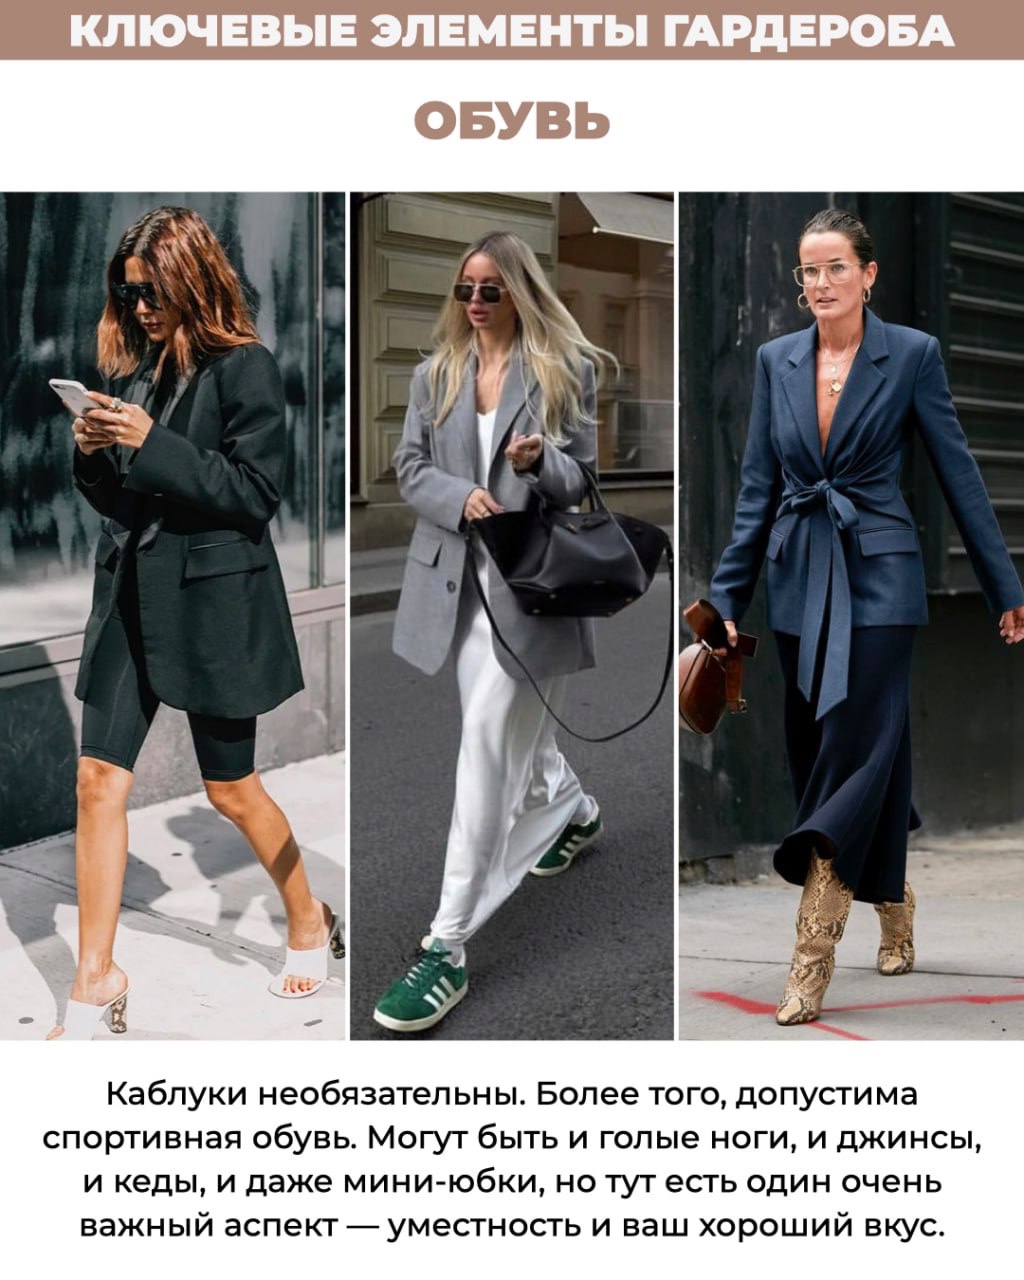 КЛЮЧЕВЫЕ ЭЛЕМЕНТЫ ГАРДЕРОБА
ОБУВЬ
Каблуки необязательны. Более того, допустима
спортивная обувь. Могут быть и голые ноги, и джинсы,
и кеды, и даже мини-юбки, но тут есть один очень
важный аспект — уместность и ваш хороший вкус.